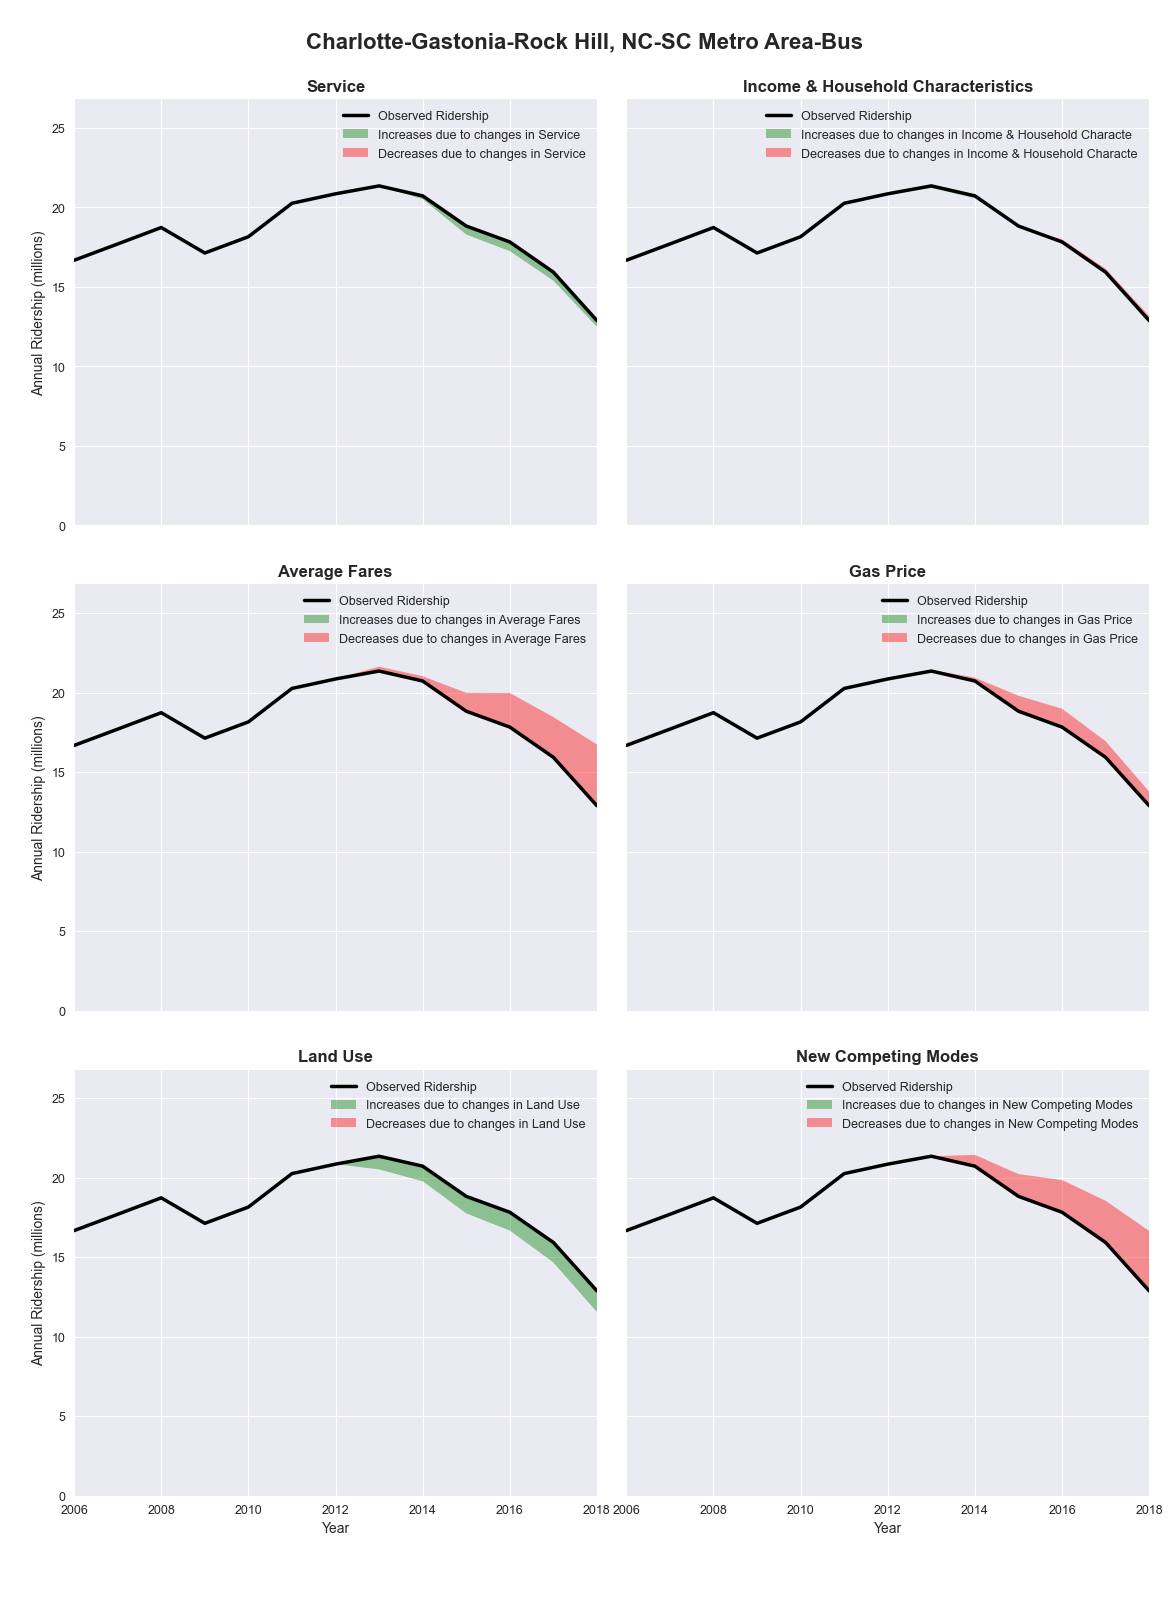 Charlotte-Gastonia-Rock Hill, NC-SC Metro Area-Bus
Service
Observed Ridership
Increases due to changes in Service
Decreases due to changes in Service
25
20
15
10
5
0
Annual Ridership (millions)
Income & Household Characteristics
Observed Ridership
Increases due to changes in Income & Household Characte
Decreases due to changes in Income & Household Characte
Average Fares
Observed Ridership
Increases due to changes in Average Fares
Decreases due to changes in Average Fares
25
20
15
10
5
0
Annual Ridership (millions)
Gas Price
Observed Ridership
Increases due to changes in Gas Price
Decreases due to changes in Gas Price
Land Use
Observed Ridership
Increases due to changes in Land Use
Decreases due to changes in Land Use
25
20
15
10
5
0
Annual Ridership (millions)
2006 2008 2010 2012 2014 2016 2018
Year
New Competing Modes
Observed Ridership
Increases due to changes in New Competing Modes
Decreases due to changes in New Competing Modes
2006 2008 2010 2012 2014 2016 2018
Year